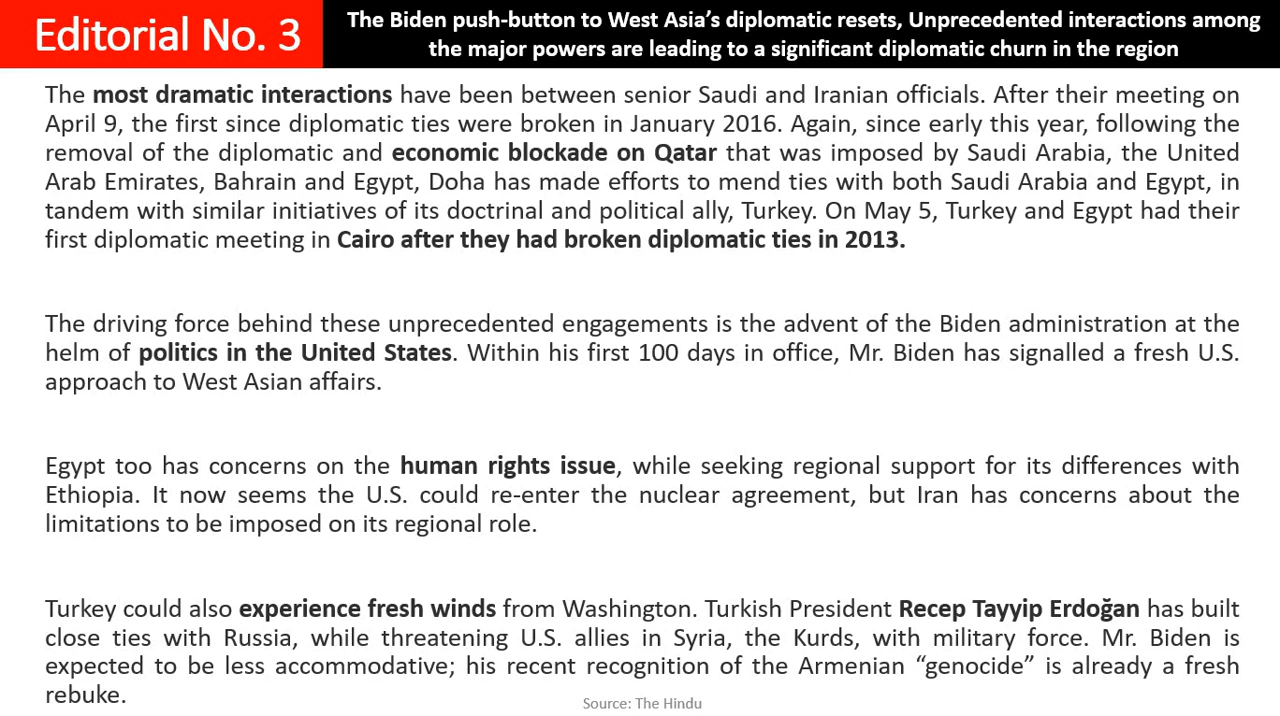 Editorial No. 3
The Biden push-button to West Asia’s diplomatic resets, Unprecedented interactions among
the major powers are leading to a significant diplomatic churn in the region
The most dramatic interactions have been between senior Saudi and Iranian officials. After their meeting on
April 9, the first since diplomatic ties were broken in January 2016. Again, since early this year, following the
removal of the diplomatic and economic blockade on Qatar that was imposed by Saudi Arabia, the United
Arab Emirates, Bahrain and Egypt, Doha has made efforts to mend ties with both Saudi Arabia and Egypt, in
tandem with similar initiatives of its doctrinal and political ally, Turkey. On May 5, Turkey and Egypt had their
first diplomatic meeting in Cairo after they had broken diplomatic ties in 2013.
The driving force behind these unprecedented engagements is the advent of the Biden administration at the
helm of politics in the United States. Within his first 100 days in office, Mr. Biden has signalled a fresh U.S.
approach to West Asian affairs.
Egypt too has concerns on the human rights issue, while seeking regional support for its differences with
Ethiopia. It now seems the U.S. could re-enter the nuclear agreement, but Iran has concerns about the
limitations to be imposed on its regional role.
Turkey could also experience fresh winds from Washington. Turkish President Recep Tayyip Erdoğan has built
close ties with Russia, while threatening U.S. allies in Syria, the Kurds, with military force. Mr. Biden is
expected to be less accommodative; his recent recognition of the Armenian “genocide” is already a fresh
rebuke.
Source: The Hindu